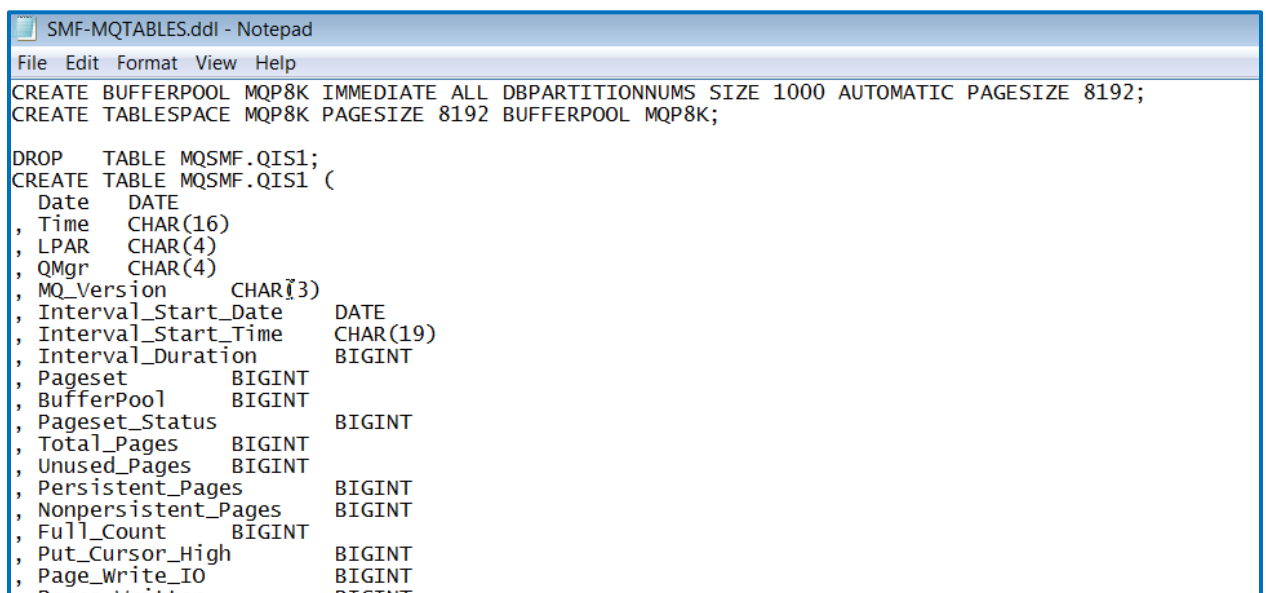 SMF-MQTABLES.ddl - Notepad
File Edit Format View Help
CREATE BUFFERPOOL MQP8K IMMEDIATE ALL DBPARTITIONNUMS SIZE 1000 AUTOMATIC PAGESIZE 8192;
CREATE TABLESPACE MQP8K PAGESIZE 8192 BUFFERPOOL MQP8K;
DROP TABLE MQSMF.QIS1;
CREATE TABLE MQSMF.QIS1 (
Date DATE
, Time CHAR(16)
, LPAR CHAR(4)
, QMgr CHAR(4)
, MQ_Version CHAR(3)
, Interval_Start_Date DATE
, Interval_Start_Time CHAR(19)
, Interval_Duration BIGINT
, Pageset BIGINT
, BufferPool BIGINT
, Pageset_Status BIGINT
, Total_Pages BIGINT
, Unused_Pages BIGINT
, Persistent_Pages BIGINT
, Nonpersistent_Pages BIGINT
, Full_Count BIGINT
, Put_Cursor_High BIGINT
, Page_Write_IO BIGINT